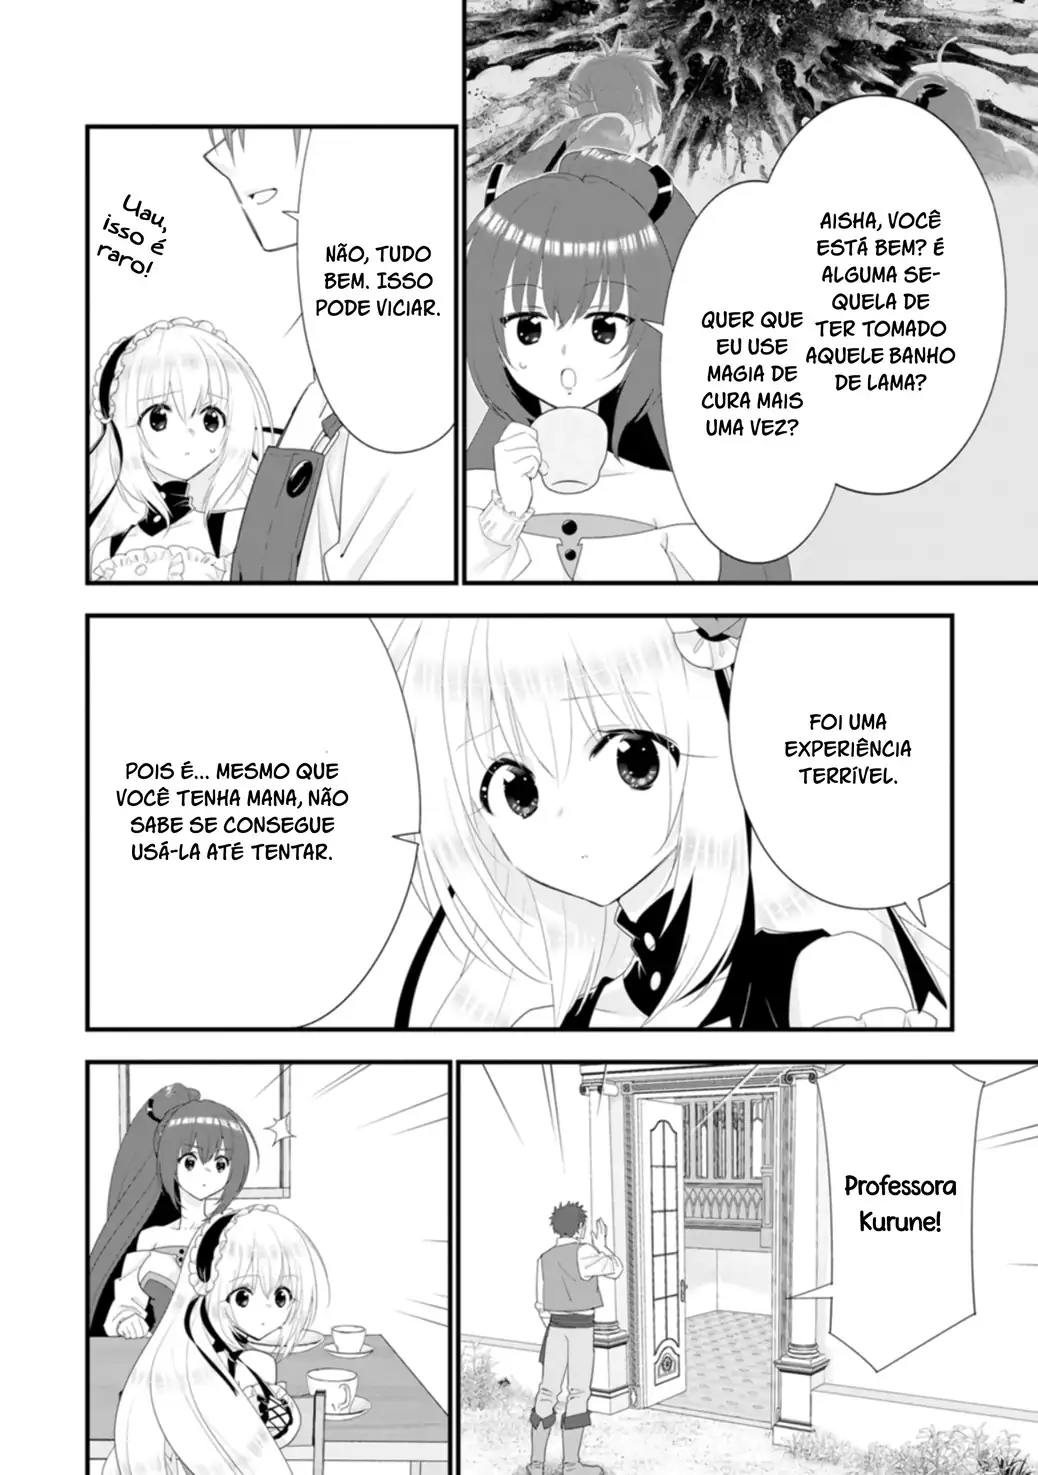 AISHA, VOCÊ
ESTÁ BEM? É
ALGUMA SE-
QUELA DE
TER TOMADO
AQUELE BANHO
DE LAMA?
QUER QUE
EU USE
MAGIA DE
CURA MAIS
UMA VEZ?
NÃO, TUDO
BEM. ISSO
PODE VICIAR.
Uau,
isso é
raro!
FOI UMA
EXPERIÊNCIA
TERRÍVEL.
POIS É... MESMO QUE
VOCÊ TENHA MANA, NÃO
SABE SE CONSEGUE
USÁ-LA ATÉ TENTAR.
Professora
Kurune!